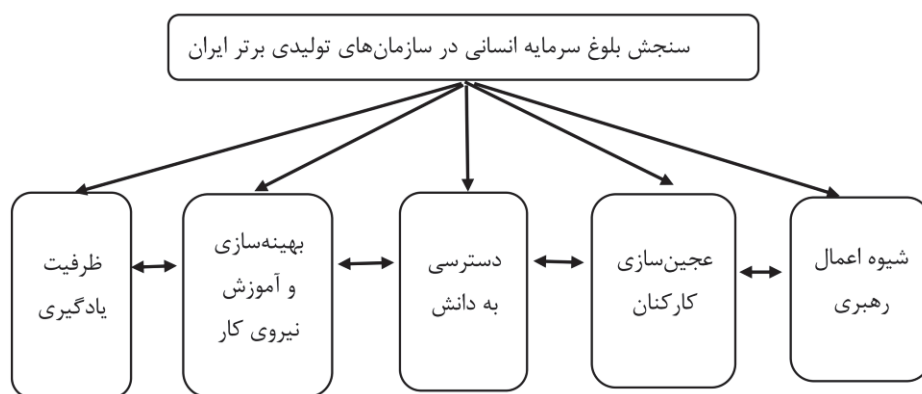 سنجش بلوغ سرمایه انسانی در سازمان‌های تولیدی برتر ایران
شیوه اعمال
رهبری
عجین‌سازی
کارکنان
دسترسی
به دانش
بهینه‌سازی
و آموزش
نیروی کار
ظرفیت
یادگیری